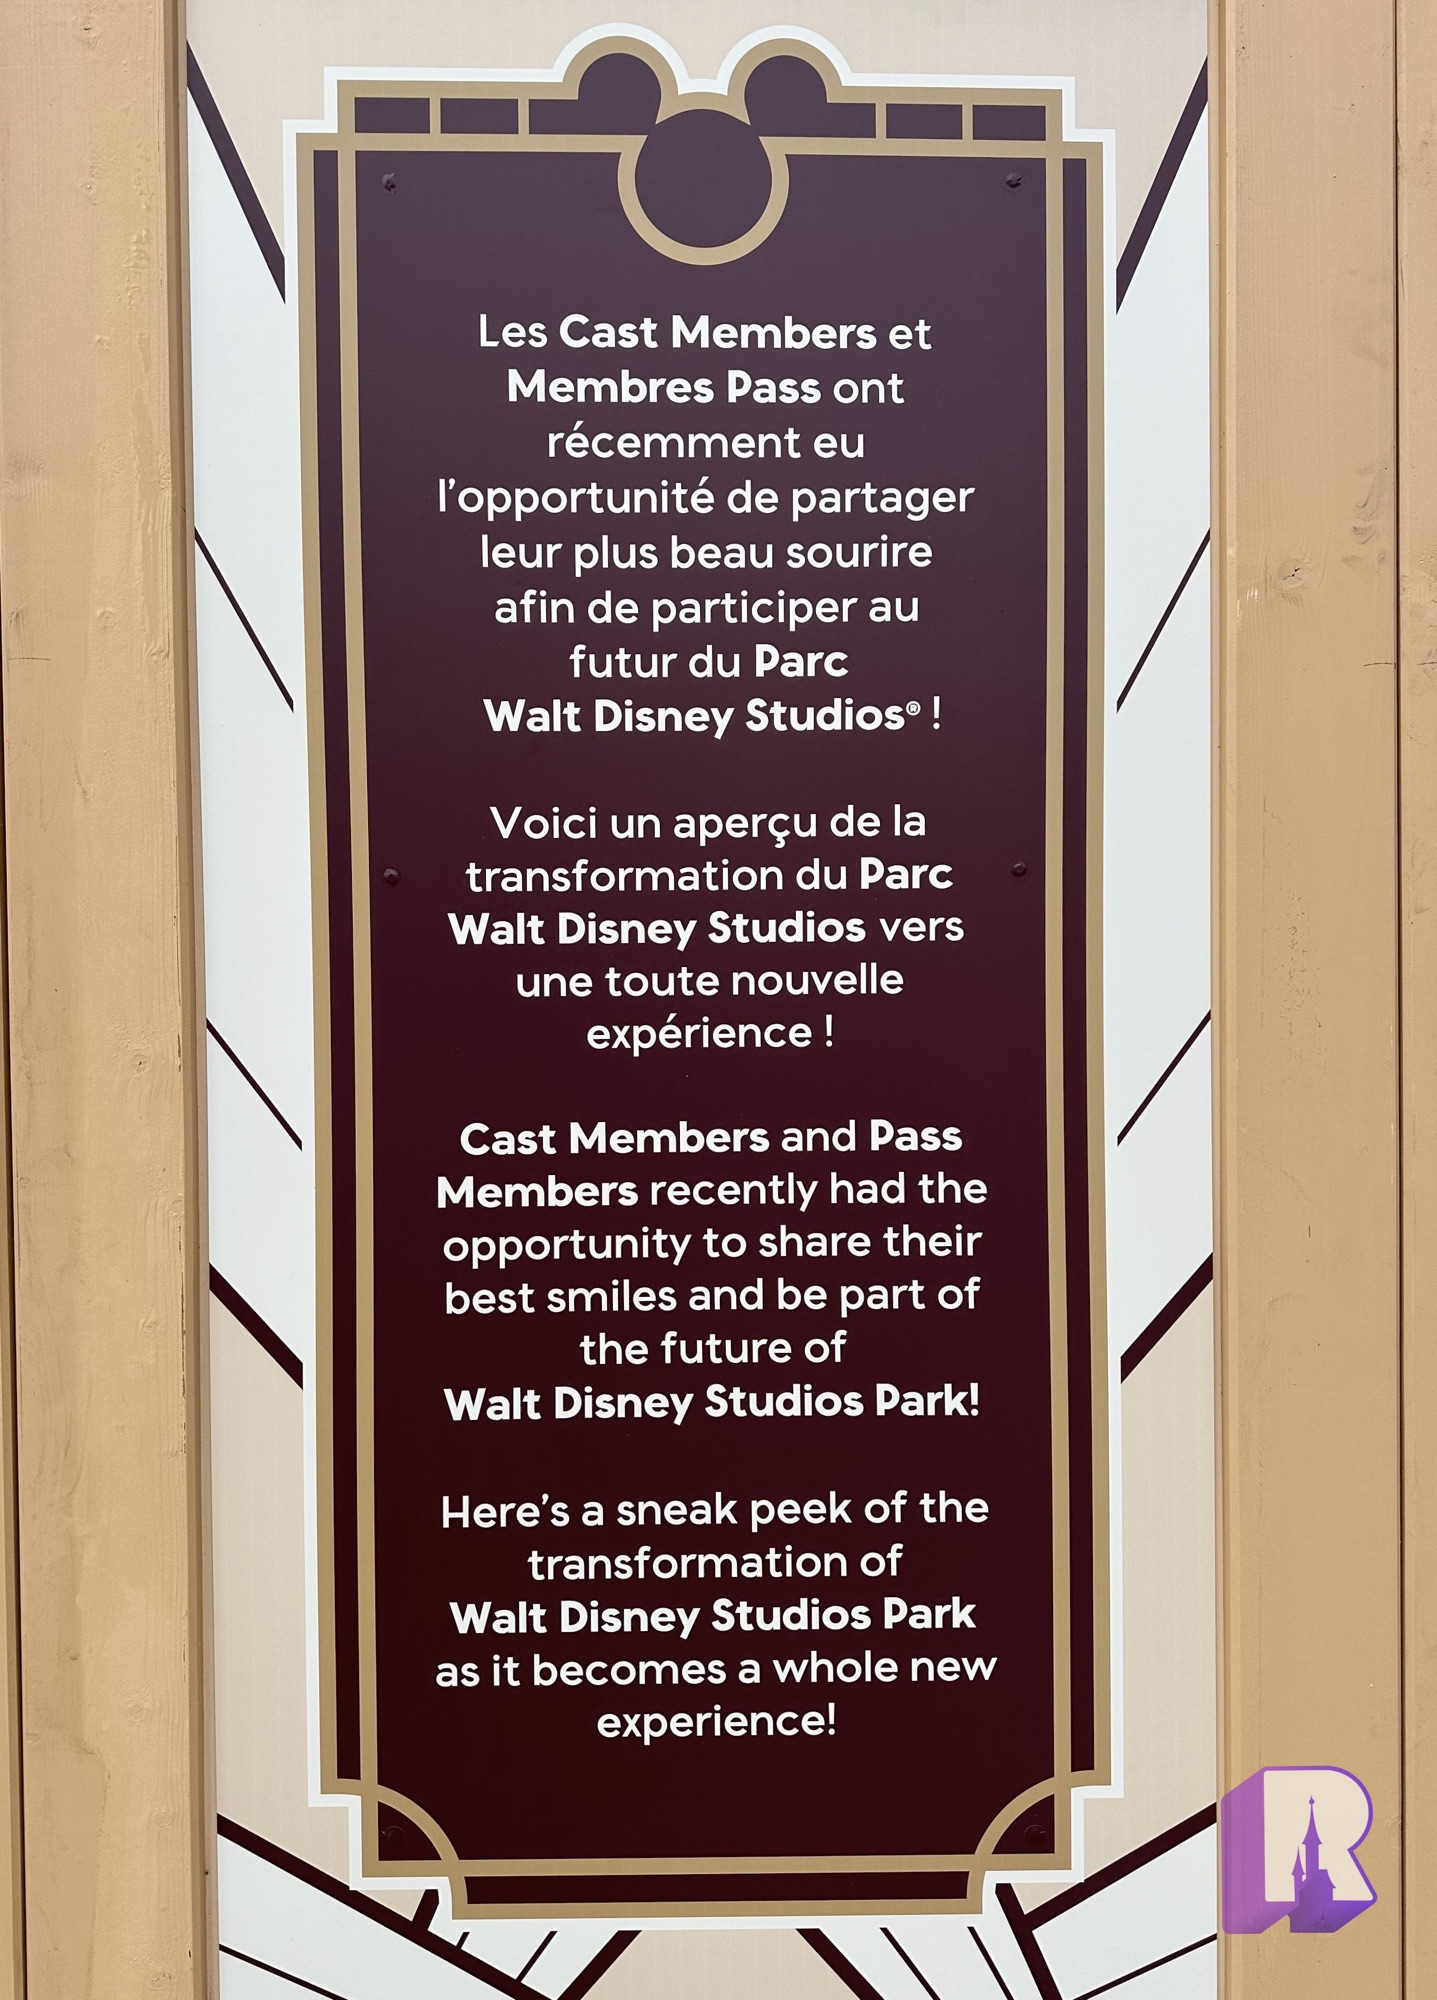 Les Cast Members et
Membres Pass ont
récemment eu
l’opportunité de partager
leur plus beau sourire
afin de participer au
futur du Parc
Walt Disney Studios® !
Voici un aperçu de la
transformation du Parc
Walt Disney Studios vers
une toute nouvelle
expérience !
Cast Members and Pass
Members recently had the
opportunity to share their
best smiles and be part of
the future of
Walt Disney Studios Park!
Here’s a sneak peek of the
transformation of
Walt Disney Studios Park
as it becomes a whole new
experience!
R